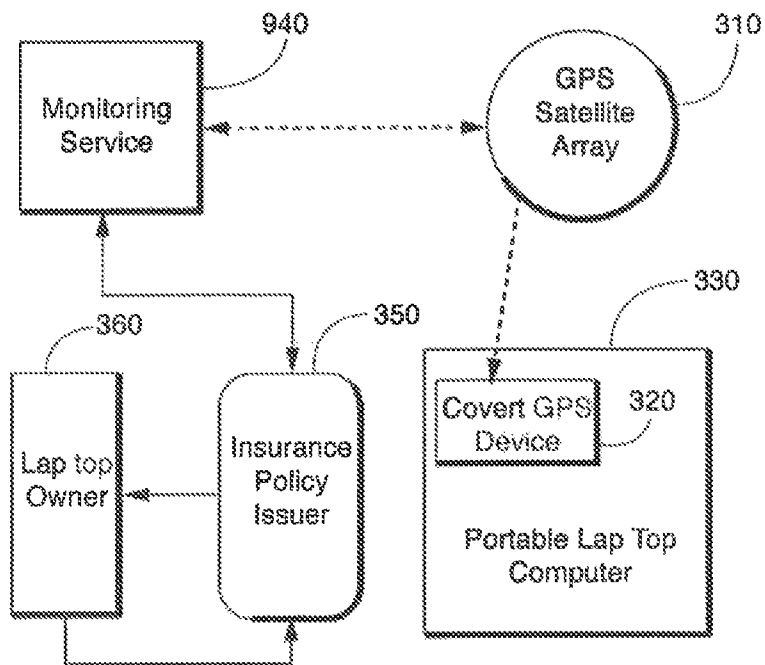 940
310
Monitoring
Service
GPS
Satellite
Array
330
360
350
Covert GPS
Device
320
Lap top
Owner
Insurance
Policy
Issuer
Portable Lap Top
Computer